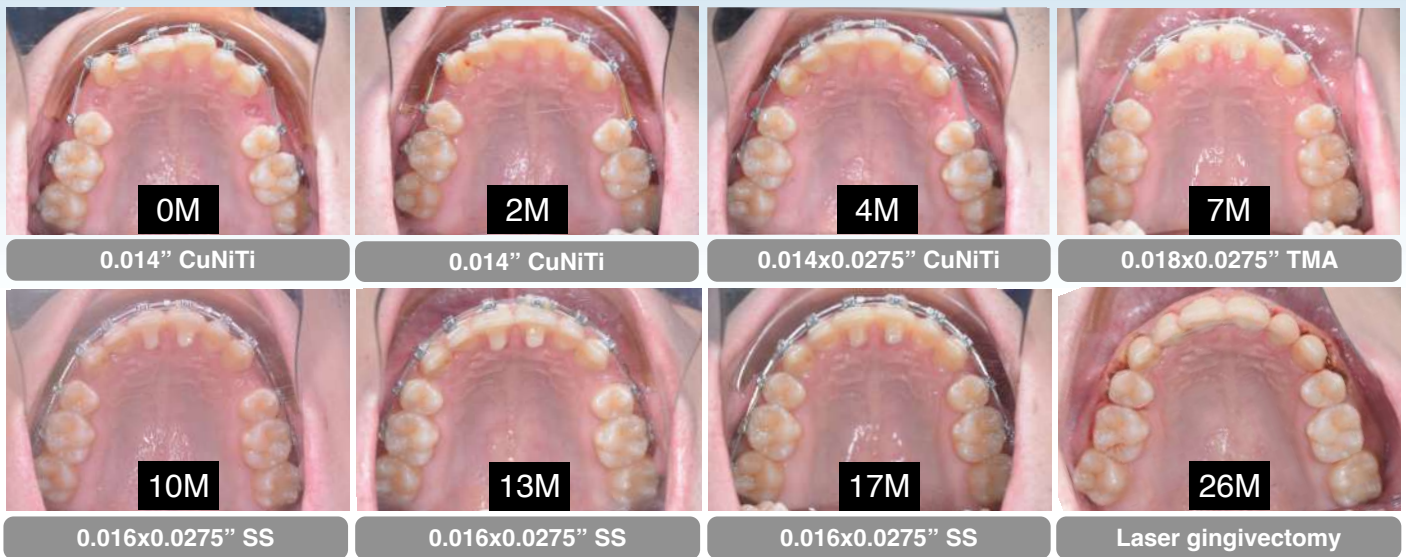 0M
2M
4M
7M
0.014” CuNiTi
0.014” CuNiTi
0.014x0.0275” CuNiTi
0.018x0.0275” TMA
10M
13M
17M
26M
0.016x0.0275” SS
0.016x0.0275” SS
0.016x0.0275” SS
Laser gingivectomy